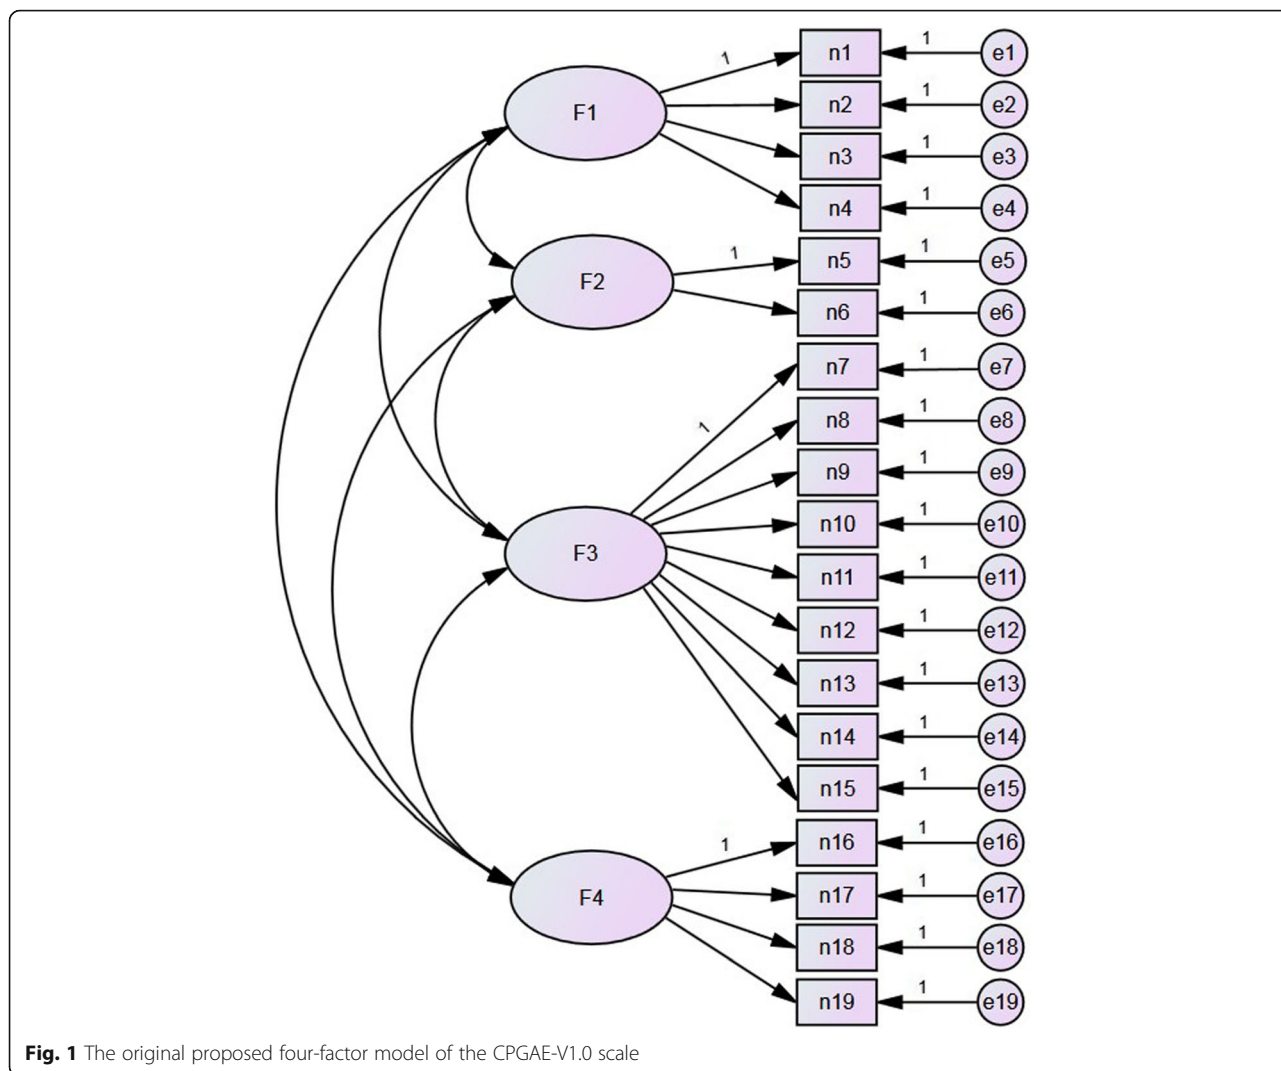 1 n1 1 e1
F1 n2 1 e2
n3 1 e3
n4 1 e4
F2 1 n5 1 e5
n6 1 e6
n7 1 e7
1 n8 1 e8
n9 1 e9
n10 1 e10
F3 n11 1 e11
n12 1 e12
n13 1 e13
n14 1 e14
n15 1 e15
1 n16 1 e16
F4 n17 1 e17
n18 1 e18
n19 1 e19
Fig. 1 The original proposed four-factor model of the CPGAE-V1.0 scale